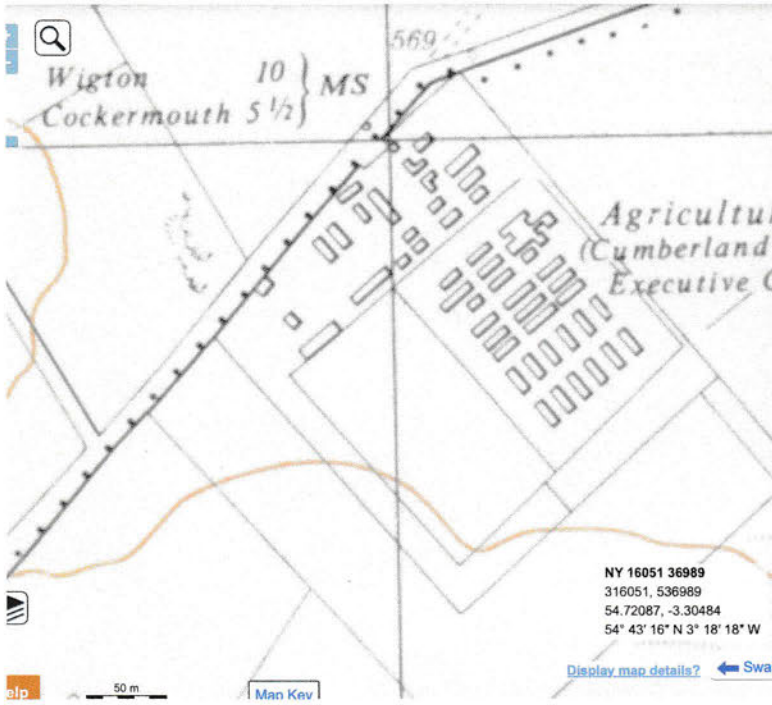 569
Wigton 10
Cockermouth 5 ½ } MS
Agricultu
(Cumberland
Executive C
NY 16051 36989
316051, 536989
54.72087, -3.30484
54° 43' 16" N 3° 18' 18" W
Display map details? Swa
elp
50 m
Map Key